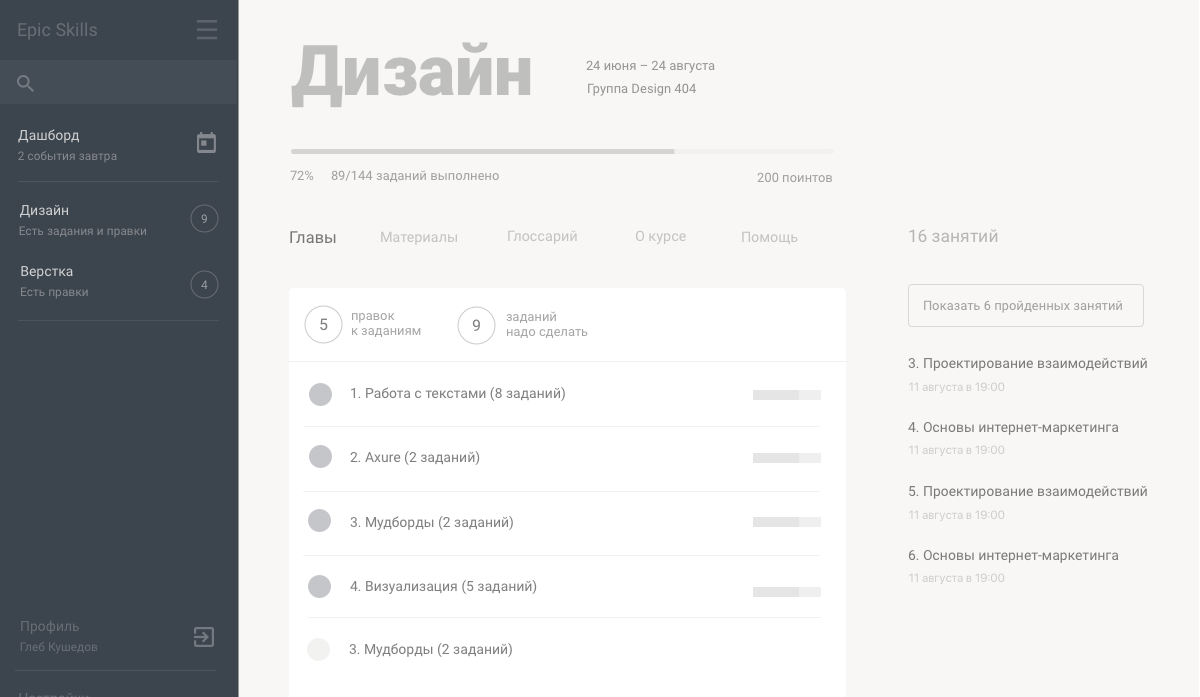 Epic Skills
Дашборд
2 события завтра
Дизайн
Есть задания и правки
9
Верстка
Есть правки
4
Профиль
Глеб Кушедов
Настройки
Дизайн
24 июня – 24 августа
Группа Design 404
72%
89/144 заданий выполнено
200 поинтов
Главы
Материалы
Глоссарий
О курсе
Помощь
5
правок
к заданиям
9
заданий
надо сделать
1. Работа с текстами (8 заданий)
2. Axure (2 заданий)
3. Мудборды (2 заданий)
4. Визуализация (5 заданий)
3. Мудборды (2 заданий)
16 занятий
Показать 6 пройденных занятий
3. Проектирование взаимодействий
11 августа в 19:00
4. Основы интернет-маркетинга
11 августа в 19:00
5. Проектирование взаимодействий
11 августа в 19:00
6. Основы интернет-маркетинга
11 августа в 19:00